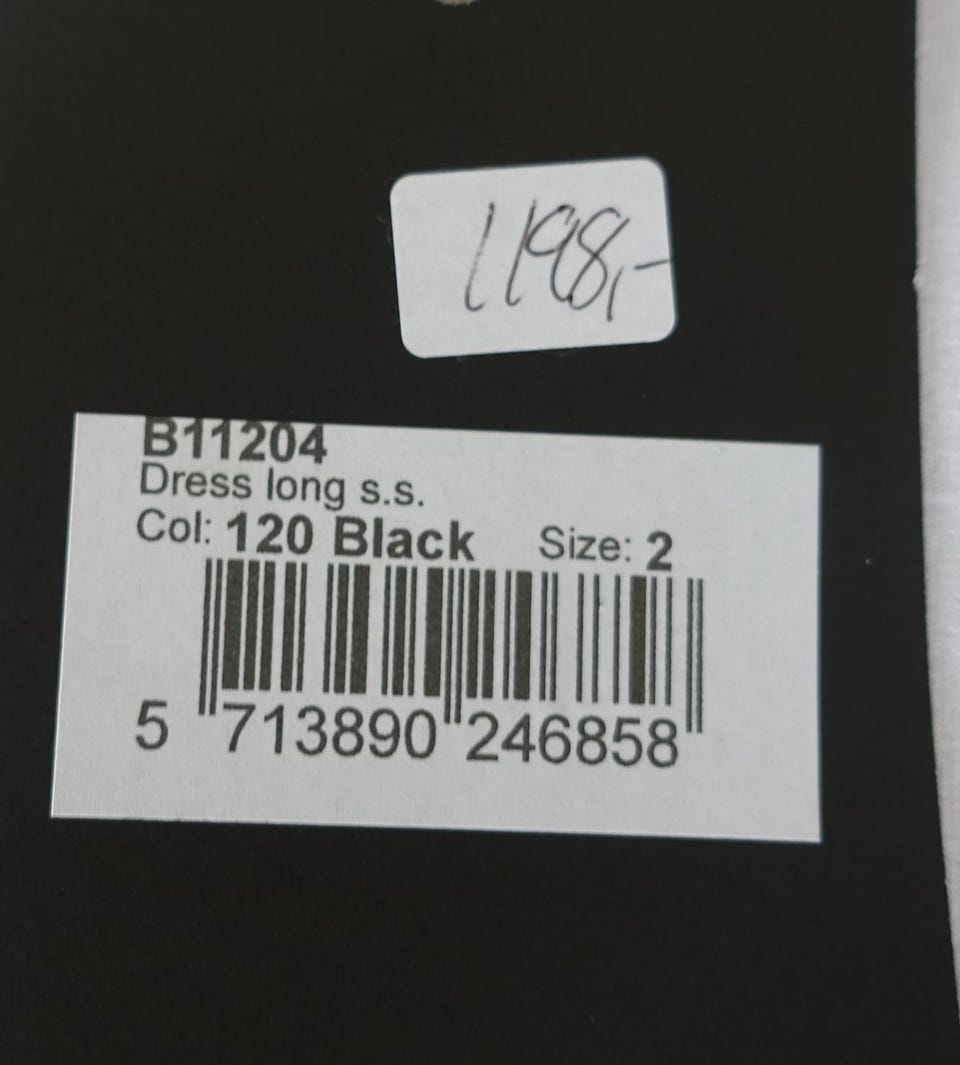 1198,-
B11204
Dress long s.s.
Col: 120 Black Size: 2
5 713890 246858